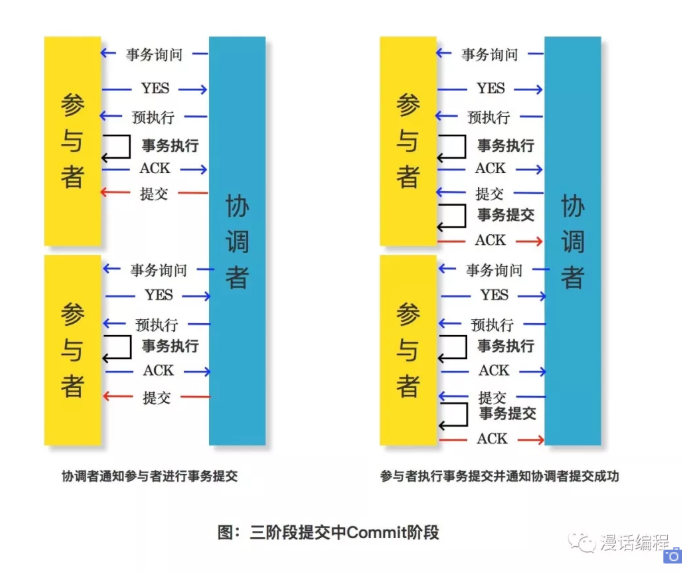 事务询问
YES
预执行
事务执行
ACK
提交
参与者
事务询问
YES
预执行
事务执行
ACK
提交
参与者
协调者
协调者通知参与者进行事务提交
事务询问
YES
预执行
事务执行
ACK
提交
事务提交
ACK
参与者
事务询问
YES
预执行
事务执行
ACK
提交
事务提交
ACK
参与者
协调者
参与者执行事务提交并通知协调者提交成功
图：三阶段提交中Commit阶段
漫话编程